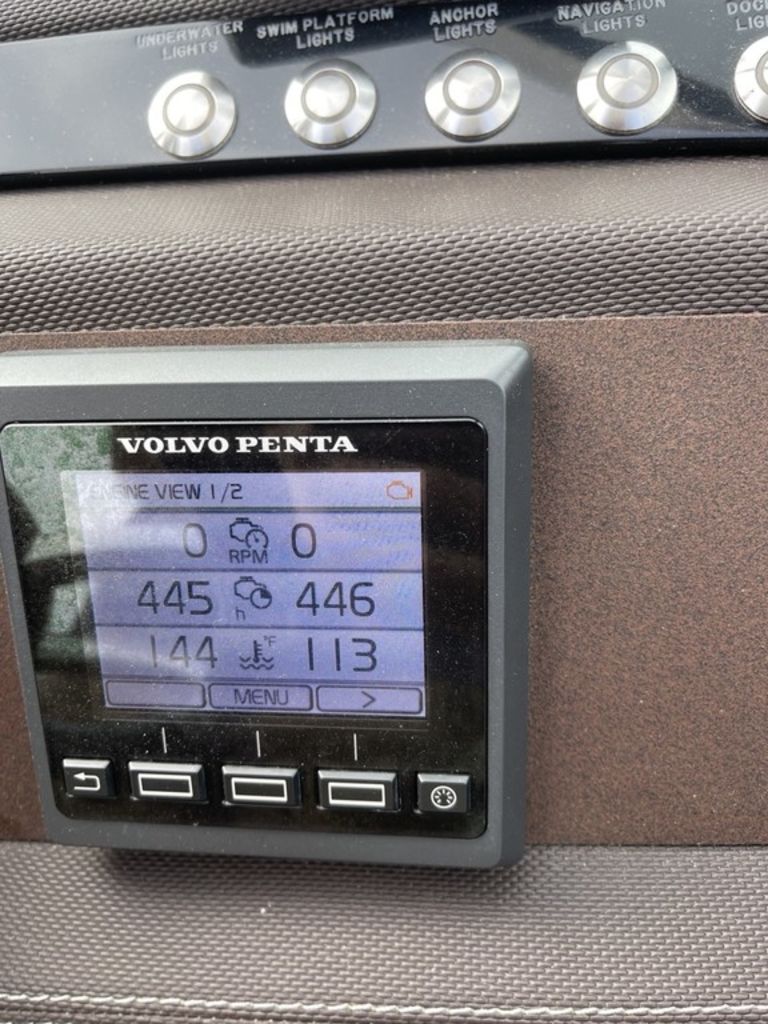 UNDERWATER LIGHTS
SWIM PLATFORM LIGHTS
ANCHOR LIGHTS
NAVIGATION LIGHTS
VOLVO PENTA
VIEW 1/2
0 RPM 0
445 h 446
144 °F 113
MENU >